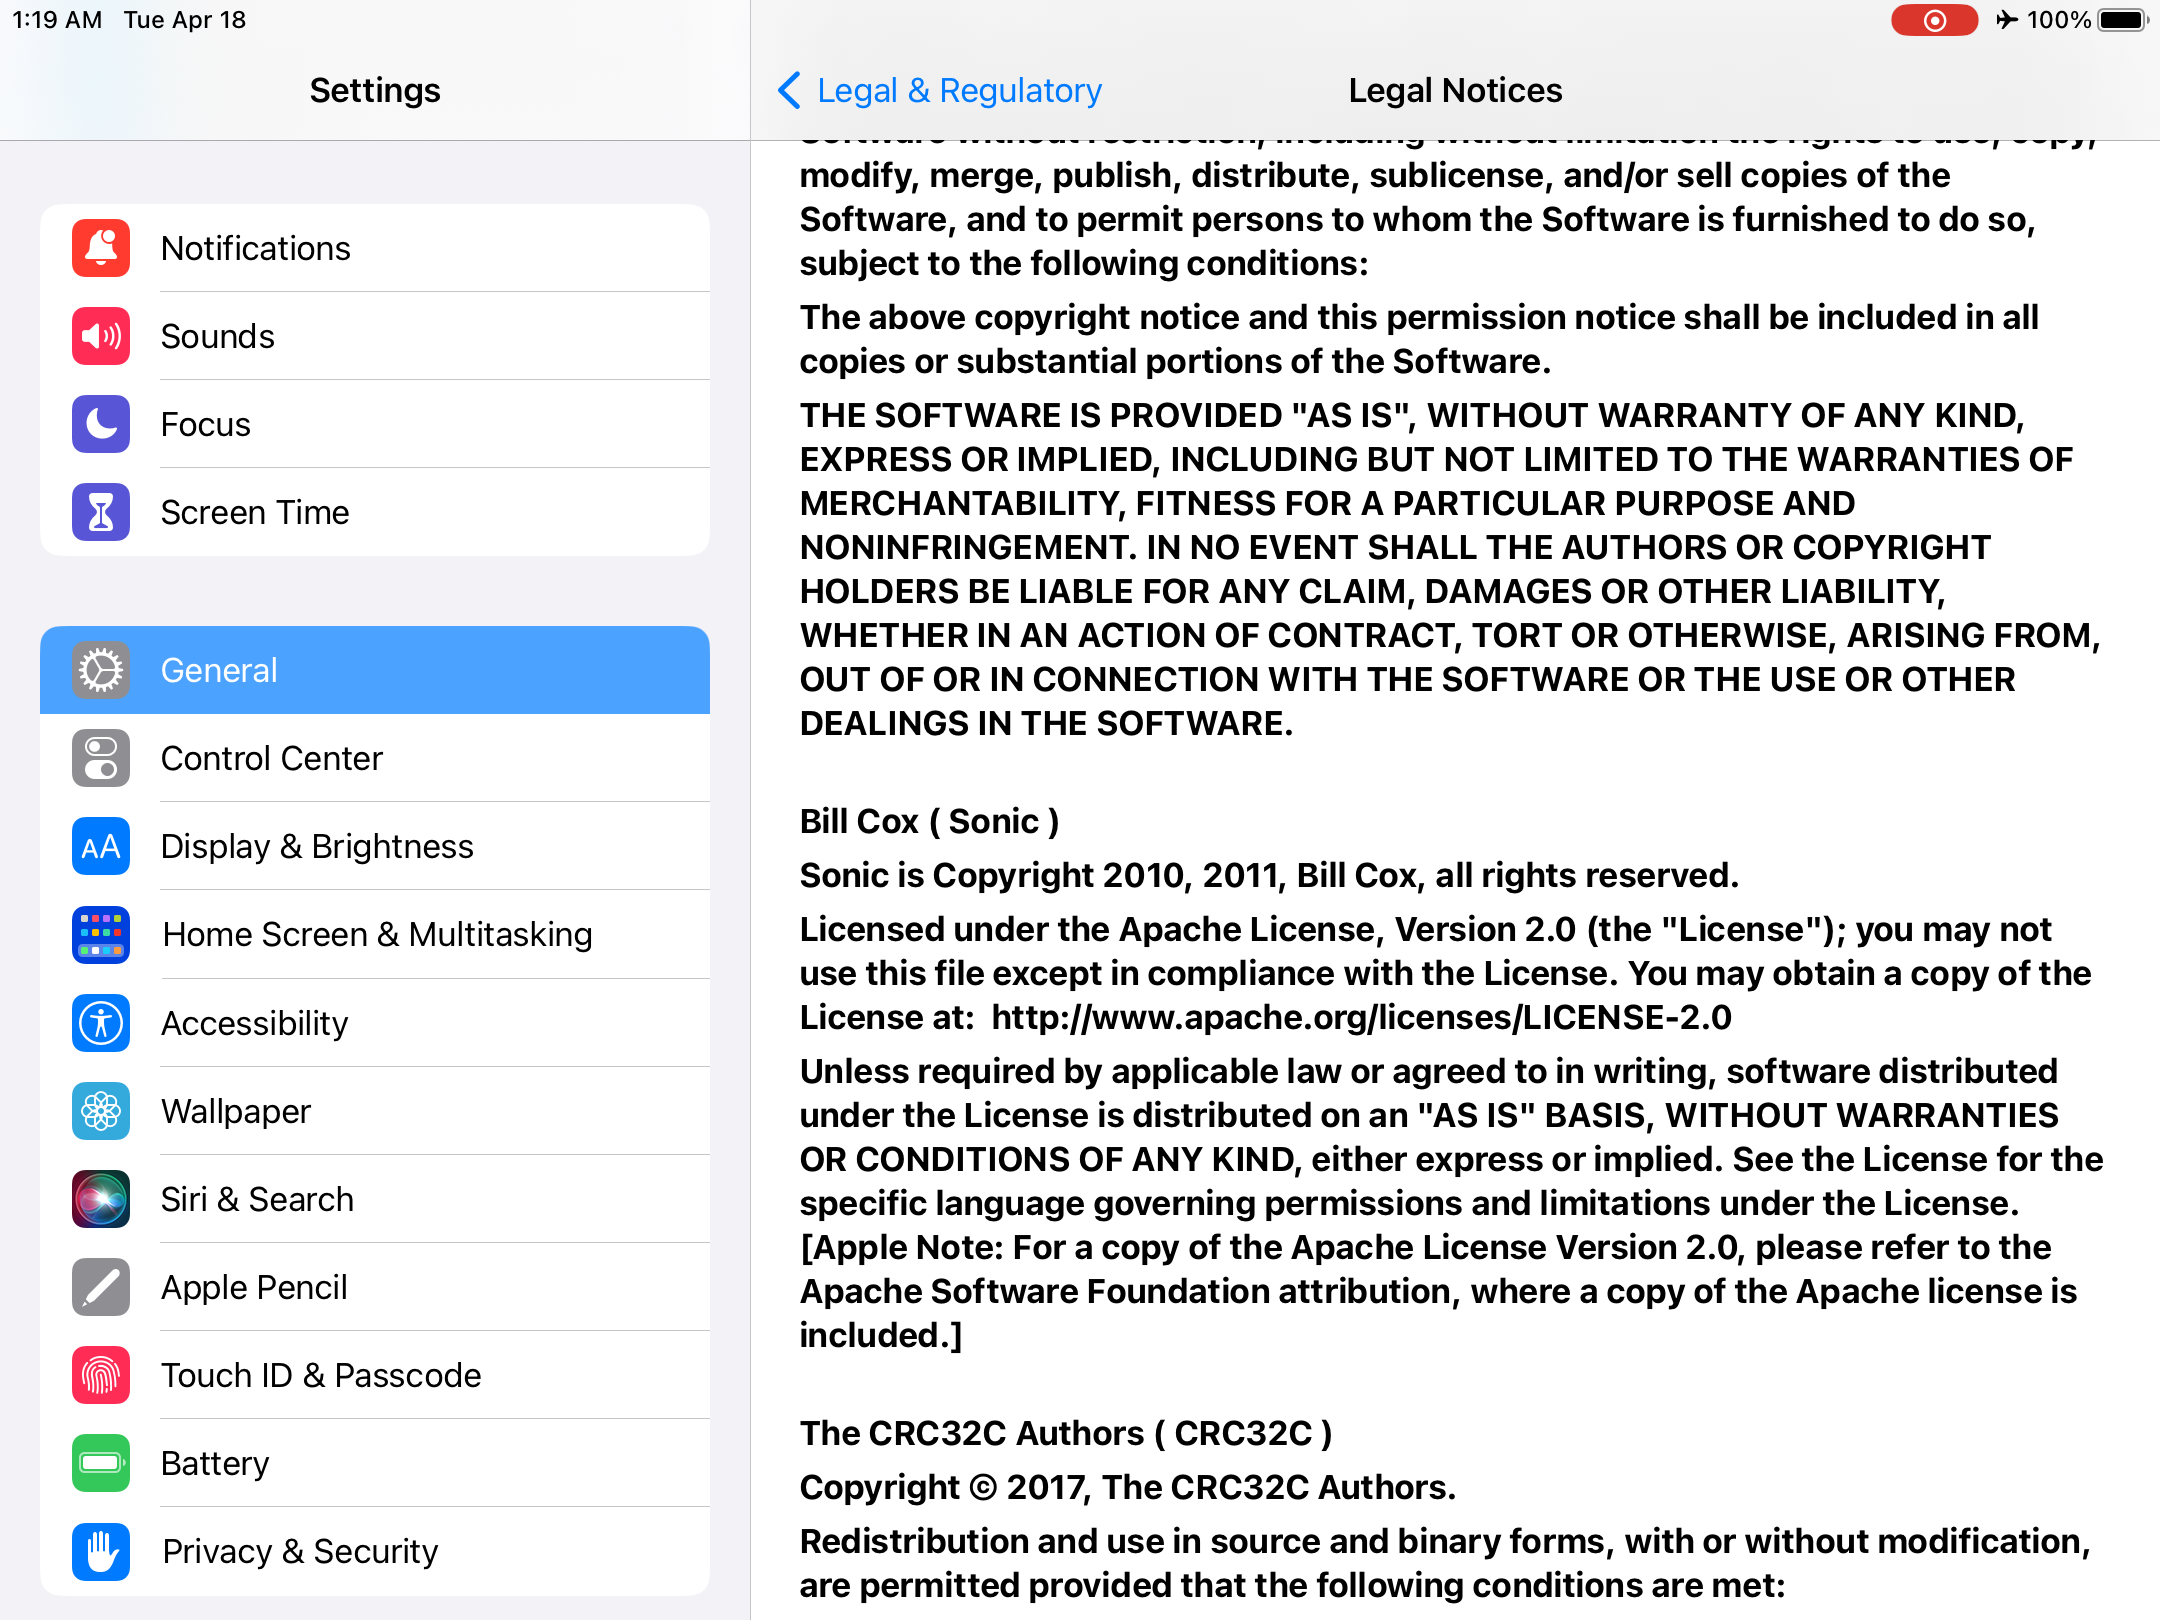 1:19 AM Tue Apr 18
100%
Settings
Notifications
Sounds
Focus
Screen Time
General
Control Center
AA Display & Brightness
Home Screen & Multitasking
Accessibility
Wallpaper
Siri & Search
Apple Pencil
Touch ID & Passcode
Battery
Privacy & Security
Legal & Regulatory
Legal Notices
Software without restriction, including without limitation the rights to use, copy,
modify, merge, publish, distribute, sublicense, and/or sell copies of the
Software, and to permit persons to whom the Software is furnished to do so,
subject to the following conditions:
The above copyright notice and this permission notice shall be included in all
copies or substantial portions of the Software.
THE SOFTWARE IS PROVIDED "AS IS", WITHOUT WARRANTY OF ANY KIND,
EXPRESS OR IMPLIED, INCLUDING BUT NOT LIMITED TO THE WARRANTIES OF
MERCHANTABILITY, FITNESS FOR A PARTICULAR PURPOSE AND
NONINFRINGEMENT. IN NO EVENT SHALL THE AUTHORS OR COPYRIGHT
HOLDERS BE LIABLE FOR ANY CLAIM, DAMAGES OR OTHER LIABILITY,
WHETHER IN AN ACTION OF CONTRACT, TORT OR OTHERWISE, ARISING FROM,
OUT OF OR IN CONNECTION WITH THE SOFTWARE OR THE USE OR OTHER
DEALINGS IN THE SOFTWARE.
Bill Cox ( Sonic )
Sonic is Copyright 2010, 2011, Bill Cox, all rights reserved.
Licensed under the Apache License, Version 2.0 (the "License"); you may not
use this file except in compliance with the License. You may obtain a copy of the
License at:  http://www.apache.org/licenses/LICENSE-2.0
Unless required by applicable law or agreed to in writing, software distributed
under the License is distributed on an "AS IS" BASIS, WITHOUT WARRANTIES
OR CONDITIONS OF ANY KIND, either express or implied. See the License for the
specific language governing permissions and limitations under the License.
[Apple Note: For a copy of the Apache License Version 2.0, please refer to the
Apache Software Foundation attribution, where a copy of the Apache license is
included.]
The CRC32C Authors ( CRC32C )
Copyright © 2017, The CRC32C Authors.
Redistribution and use in source and binary forms, with or without modification,
are permitted provided that the following conditions are met: